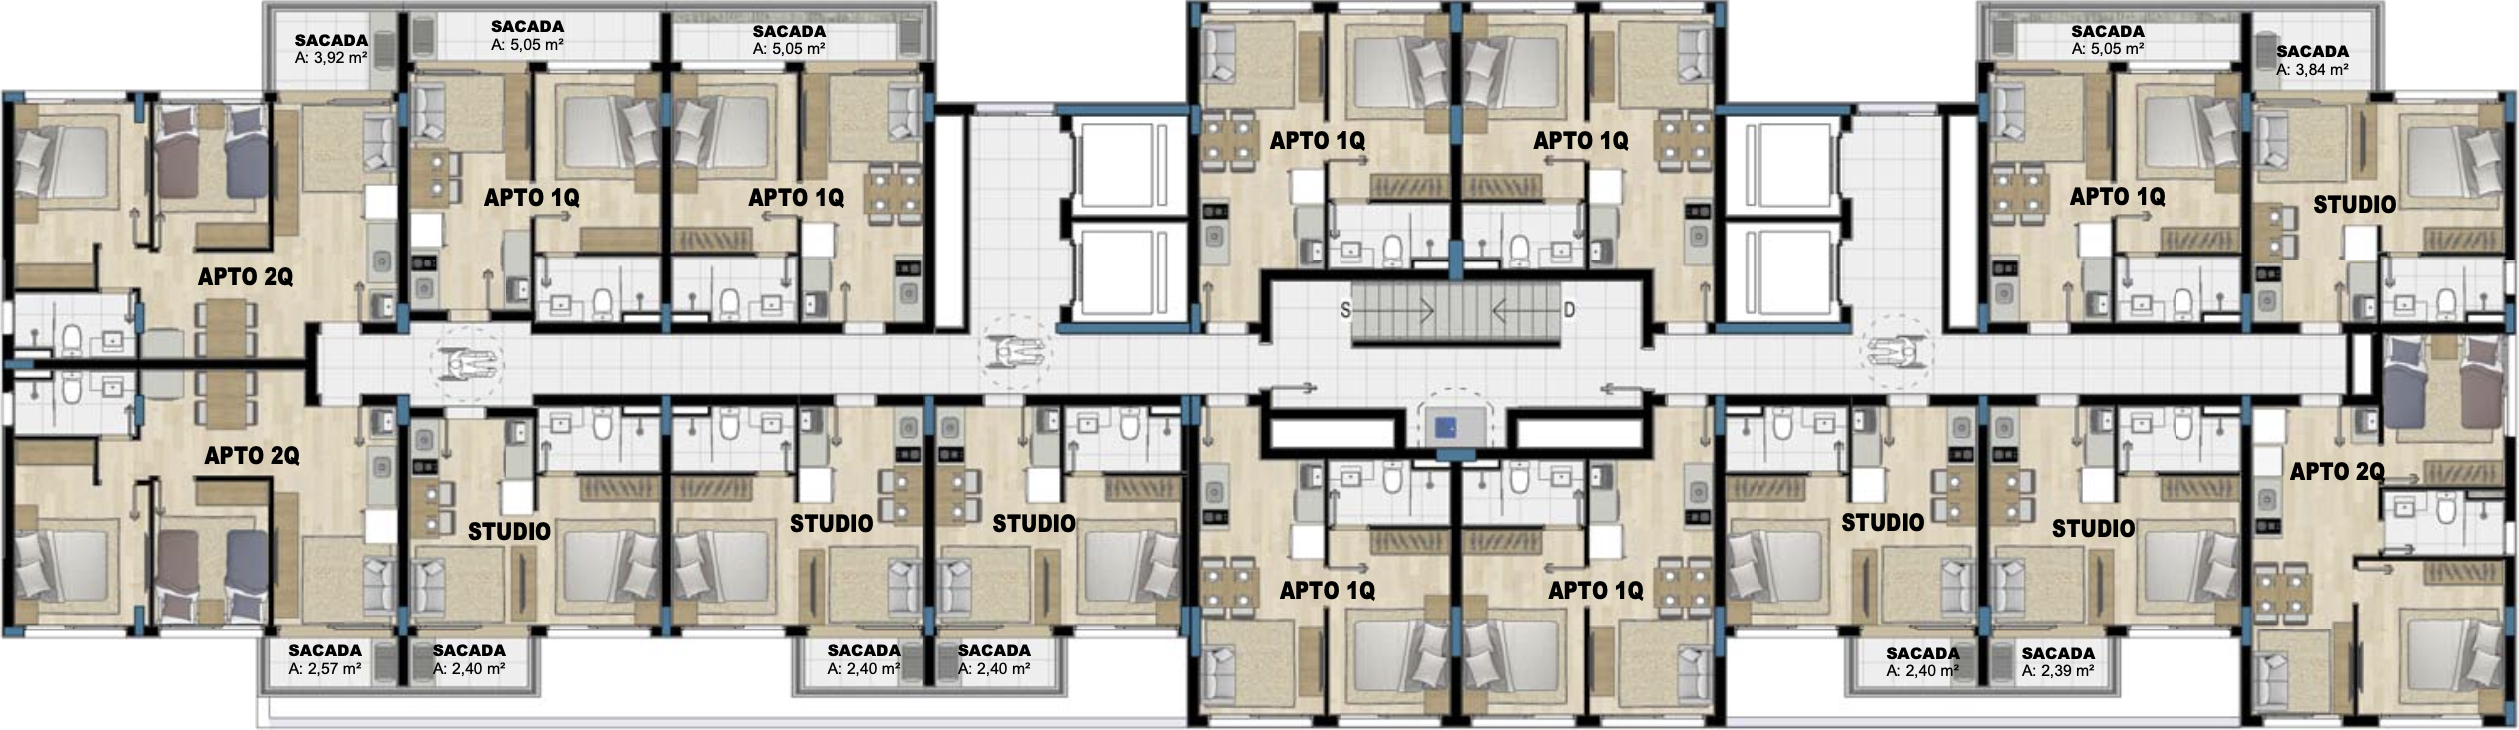 SACADA
A: 3,92 m²
SACADA
A: 5,05 m²
SACADA
A: 5,05 m²
SACADA
A: 5,05 m²
SACADA
A: 3,84 m²
APTO 1Q
APTO 1Q
APTO 1Q
APTO 1Q
APTO 1Q
STUDIO
APTO 2Q
S
D
APTO 2Q
APTO 2Q
STUDIO
STUDIO
STUDIO
STUDIO
STUDIO
APTO 1Q
APTO 1Q
SACADA
A: 2,57 m²
SACADA
A: 2,40 m²
SACADA
A: 2,40 m²
SACADA
A: 2,40 m²
SACADA
A: 2,40 m²
SACADA
A: 2,39 m²